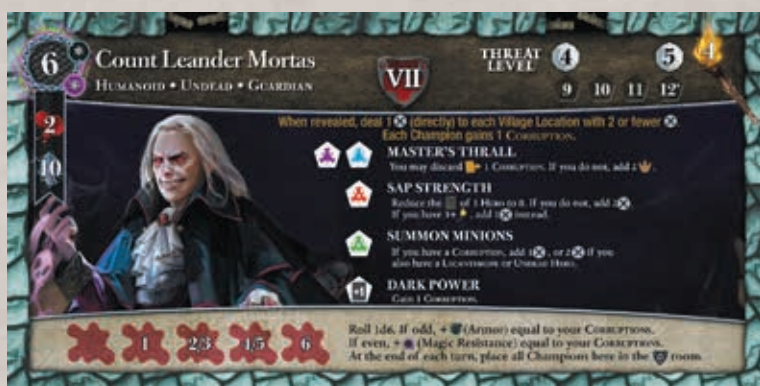 6 Count Leander Mortas
Humanoid • Undead • Guardian
VII
THREAT LEVEL 4 5 4
9 10 11 12+
2
10
When revealed, deal 1 (directly) to each Village Location with 2 or fewer .
Each Champion gains 1 Corruption.
MASTER'S THRALL
You may discard 1 Corruption. If you do not, add 2 .
SAP STRENGTH
Reduce the of 1 Hero to 0. If you do not, add 2 .
If you have 3+ , add 1 instead.
SUMMON MINIONS
If you have a Corruption, add 1 , or 2 if you
also have a Lycanthrope or Undead Hero.
+1 DARK POWER
Gain 1 Corruption.
1 2/3 4/5 6
Roll 1d6. If odd, + (Armor) equal to your Corruptions.
If even, + (Magic Resistance) equal to your Corruptions.
At the end of each turn, place all Champions here in the room.